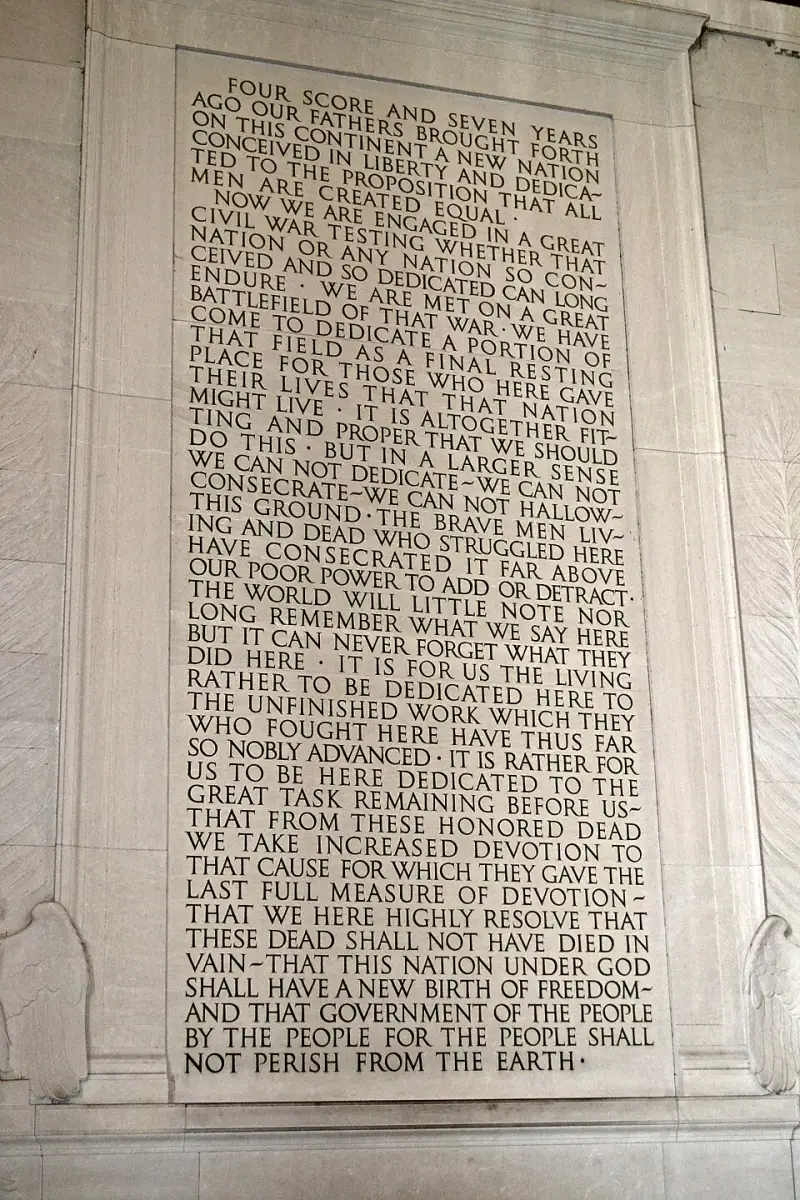 FOUR SCORE AND SEVEN YEARS
AGO OUR FATHERS BROUGHT FORTH
ON THIS CONTINENT A NEW NATION
CONCEIVED IN LIBERTY AND DEDICA~
TED TO THE PROPOSITION THAT ALL
MEN ARE CREATED EQUAL ·
NOW WE ARE ENGAGED IN A GREAT
CIVIL WAR TESTING WHETHER THAT
NATION OR ANY NATION SO CON~
CEIVED AND SO DEDICATED CAN LONG
ENDURE · WE ARE MET ON A GREAT
BATTLEFIELD OF THAT WAR · WE HAVE
COME TO DEDICATE A PORTION OF
THAT FIELD AS A FINAL RESTING
PLACE FOR THOSE WHO HERE GAVE
THEIR LIVES THAT THAT NATION
MIGHT LIVE · IT IS ALTOGETHER FIT~
TING AND PROPER THAT WE SHOULD
DO THIS · BUT IN A LARGER SENSE
WE CAN NOT DEDICATE~WE CAN NOT
CONSECRATE~WE CAN NOT HALLOW~
THIS GROUND · THE BRAVE MEN LIV~
ING AND DEAD WHO STRUGGLED HERE
HAVE CONSECRATED IT FAR ABOVE
OUR POOR POWER TO ADD OR DETRACT·
THE WORLD WILL LITTLE NOTE NOR
LONG REMEMBER WHAT WE SAY HERE
BUT IT CAN NEVER FORGET WHAT THEY
DID HERE · IT IS FOR US THE LIVING
RATHER TO BE DEDICATED HERE TO
THE UNFINISHED WORK WHICH THEY
WHO FOUGHT HERE HAVE THUS FAR
SO NOBLY ADVANCED · IT IS RATHER FOR
US TO BE HERE DEDICATED TO THE
GREAT TASK REMAINING BEFORE US~
THAT FROM THESE HONORED DEAD
WE TAKE INCREASED DEVOTION TO
THAT CAUSE FOR WHICH THEY GAVE THE
LAST FULL MEASURE OF DEVOTION~
THAT WE HERE HIGHLY RESOLVE THAT
THESE DEAD SHALL NOT HAVE DIED IN
VAIN~THAT THIS NATION UNDER GOD
SHALL HAVE A NEW BIRTH OF FREEDOM~
AND THAT GOVERNMENT OF THE PEOPLE
BY THE PEOPLE FOR THE PEOPLE SHALL
NOT PERISH FROM THE EARTH ·